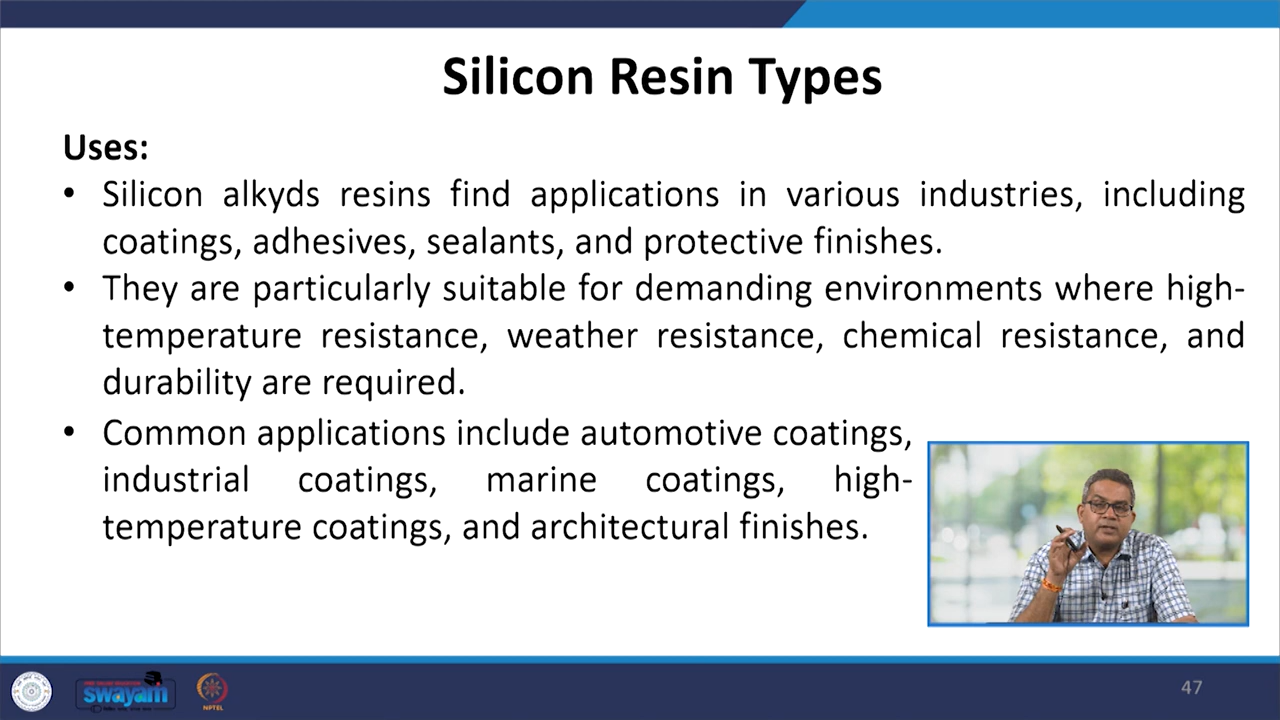 Silicon Resin Types
Uses:
• Silicon alkyds resins find applications in various industries, including
coatings, adhesives, sealants, and protective finishes.
• They are particularly suitable for demanding environments where high-
temperature resistance, weather resistance, chemical resistance, and
durability are required.
• Common applications include automotive coatings,
industrial coatings, marine coatings, high-
temperature coatings, and architectural finishes.
swayam
NPTEL
47